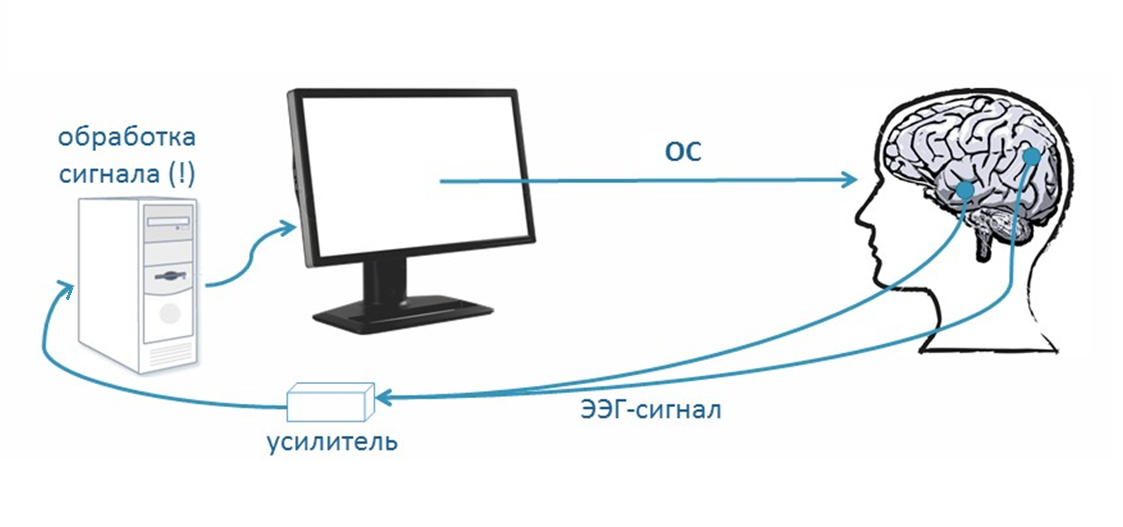 обработка
сигнала (!)
ОС
ЭЭГ-сигнал
усилитель